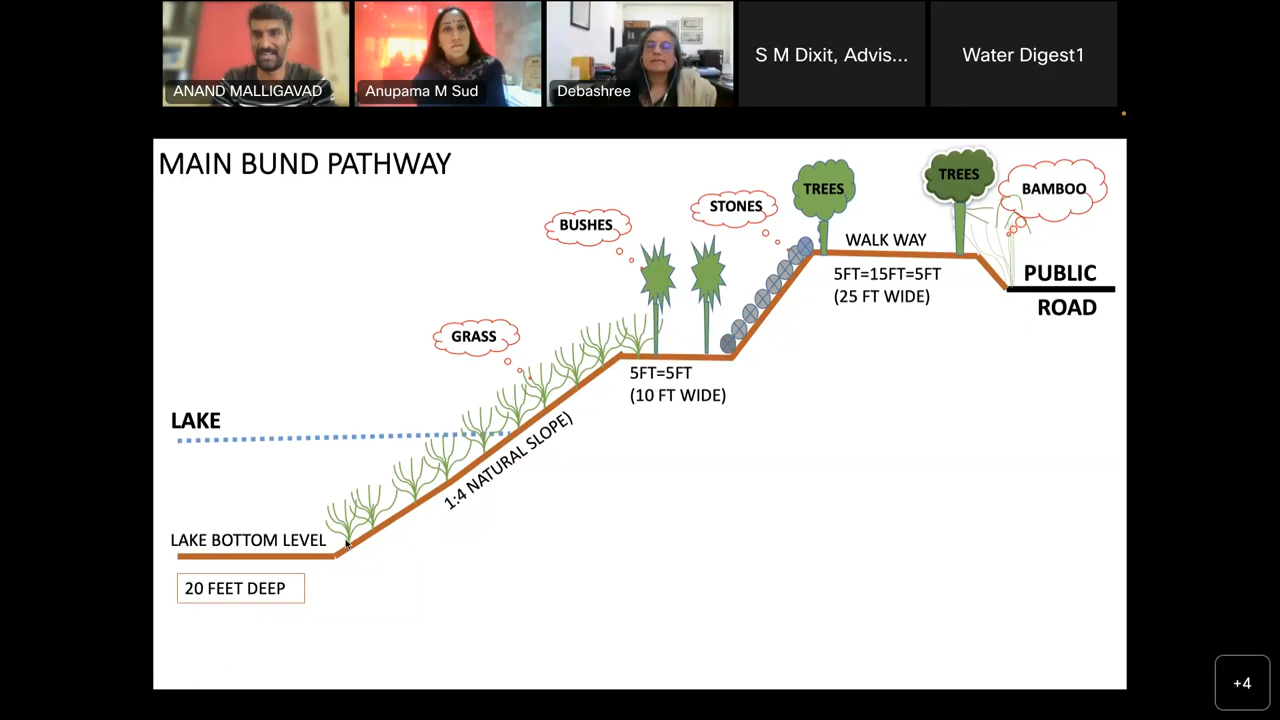 ANAND MALLIGAVAD
Anupama M Sud
Debashree
S M Dixit, Advis...
Water Digest1
MAIN BUND PATHWAY
TREES
TREES
BAMBOO
STONES
BUSHES
WALK WAY
5FT=15FT=5FT
(25 FT WIDE)
PUBLIC
ROAD
GRASS
5FT=5FT
(10 FT WIDE)
LAKE
1:4 NATURAL SLOPE)
LAKE BOTTOM LEVEL
20 FEET DEEP
+4